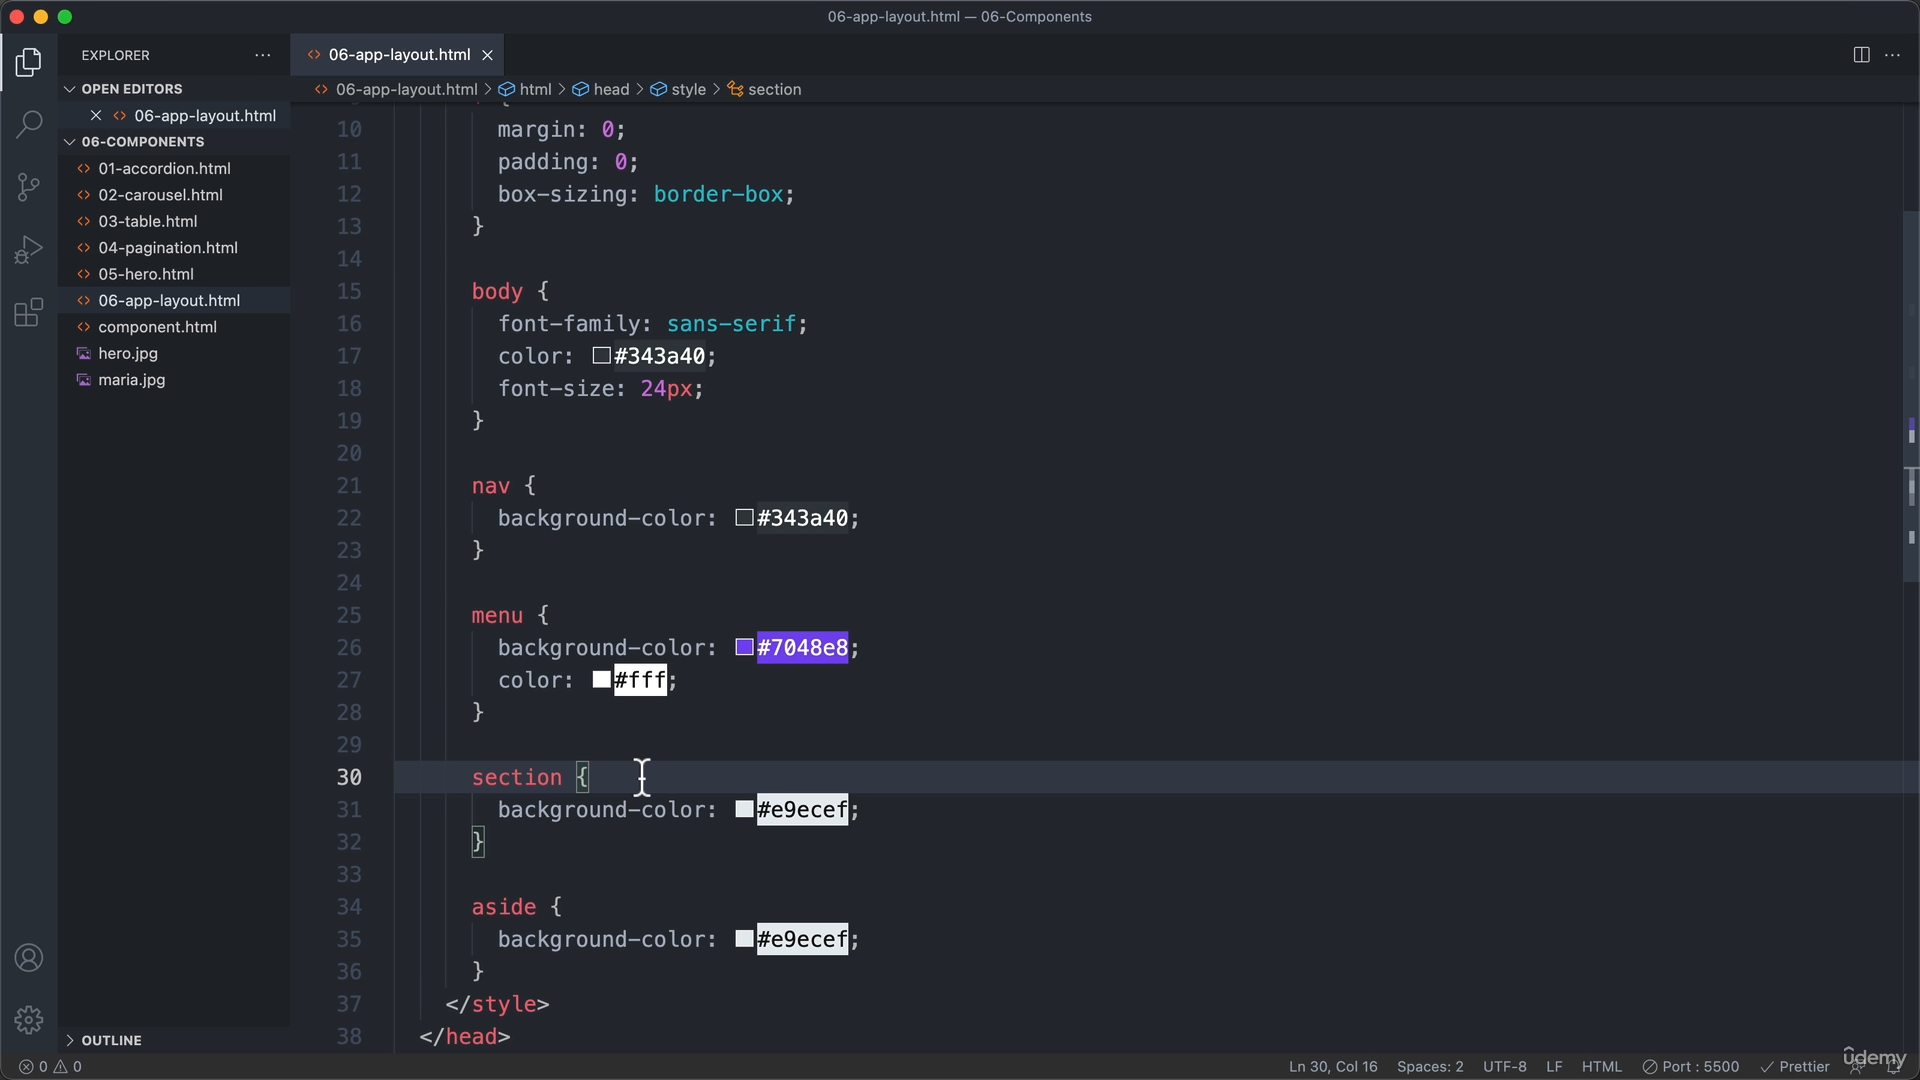 06-app-layout.html — 06-Components
EXPLORER
06-app-layout.html
OPEN EDITORS
06-app-layout.html
06-COMPONENTS
01-accordion.html
02-carousel.html
03-table.html
04-pagination.html
05-hero.html
06-app-layout.html
component.html
hero.jpg
maria.jpg
OUTLINE
06-app-layout.html > html > head > style > section
10 margin: 0;
11 padding: 0;
12 box-sizing: border-box;
13 }
14
15 body {
16 font-family: sans-serif;
17 color: #343a40;
18 font-size: 24px;
19 }
20
21 nav {
22 background-color: #343a40;
23 }
24
25 menu {
26 background-color: #7048e8;
27 color: #fff;
28 }
29
30 section {
31 background-color: #e9ecef;
32 }
33
34 aside {
35 background-color: #e9ecef;
36 }
37 </style>
38 </head>
0 0 Ln 30, Col 16 Spaces: 2 UTF-8 LF HTML Port : 5500 Prettier
ûdemy